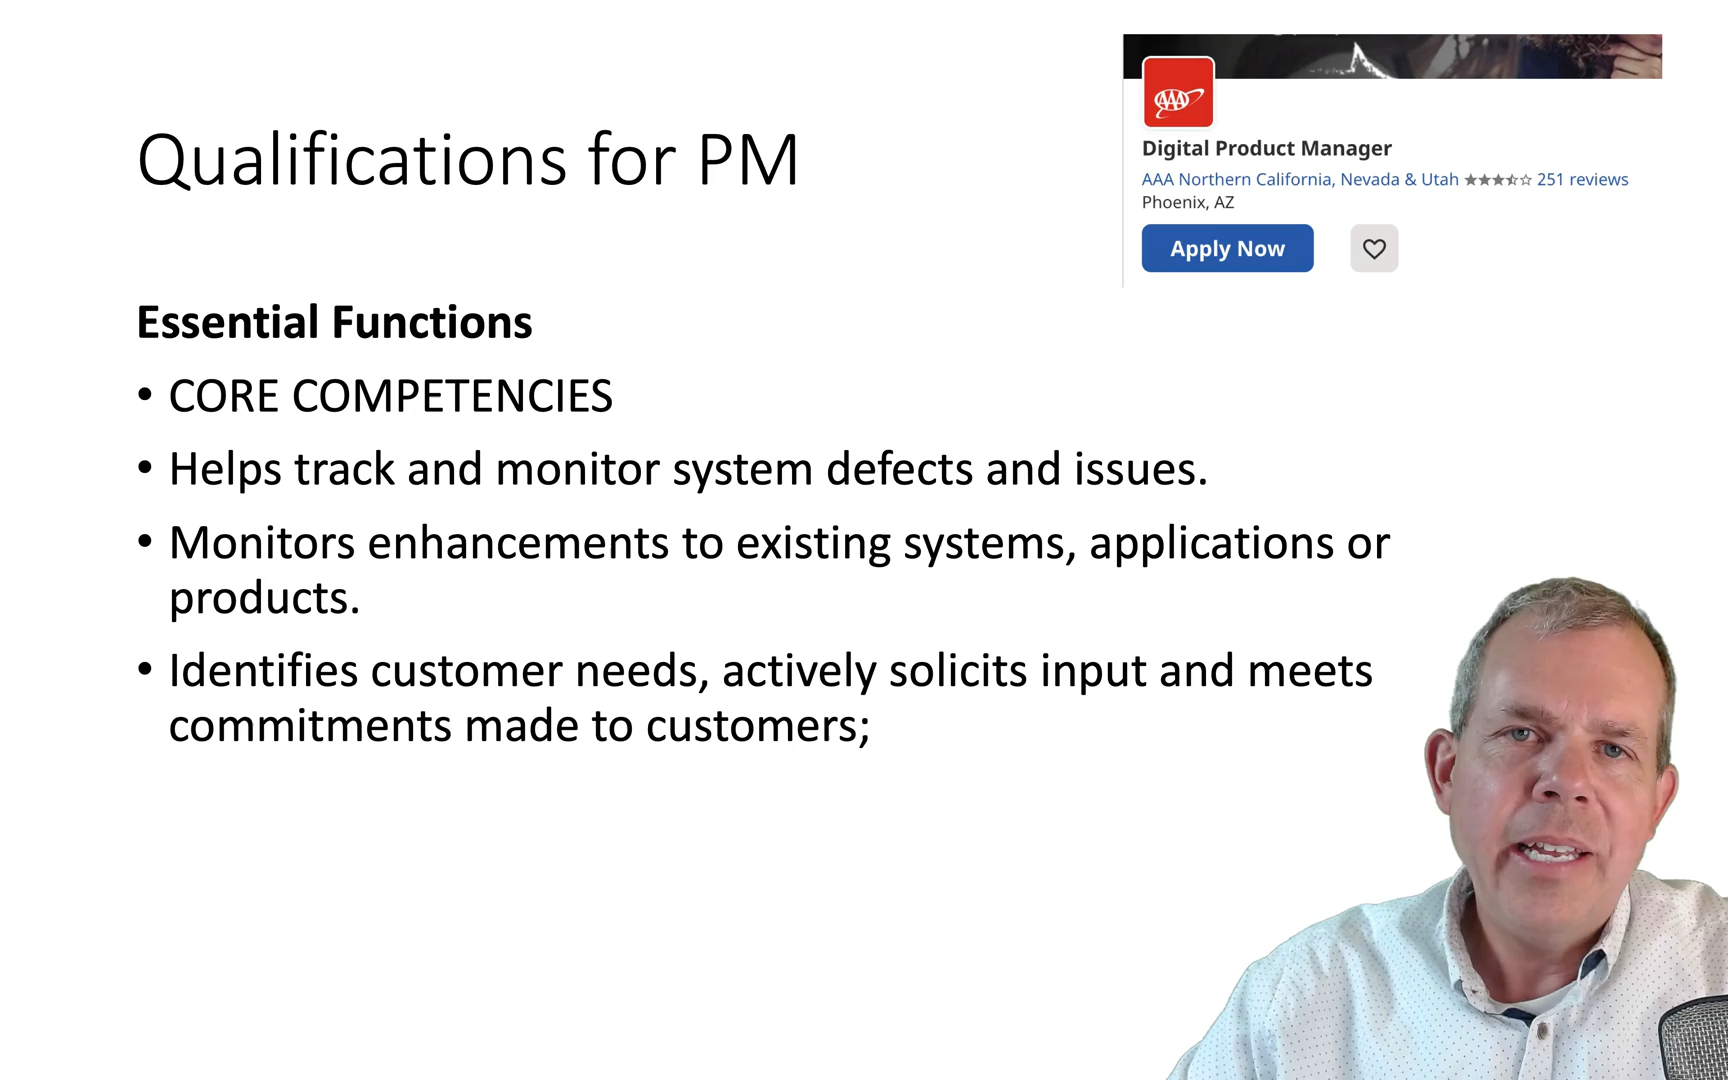 Qualifications for PM
AAA
Digital Product Manager
AAA Northern California, Nevada & Utah ★★★⯪☆ 251 reviews
Phoenix, AZ
Apply Now
Essential Functions
• CORE COMPETENCIES
• Helps track and monitor system defects and issues.
• Monitors enhancements to existing systems, applications or
products.
• Identifies customer needs, actively solicits input and meets
commitments made to customers;